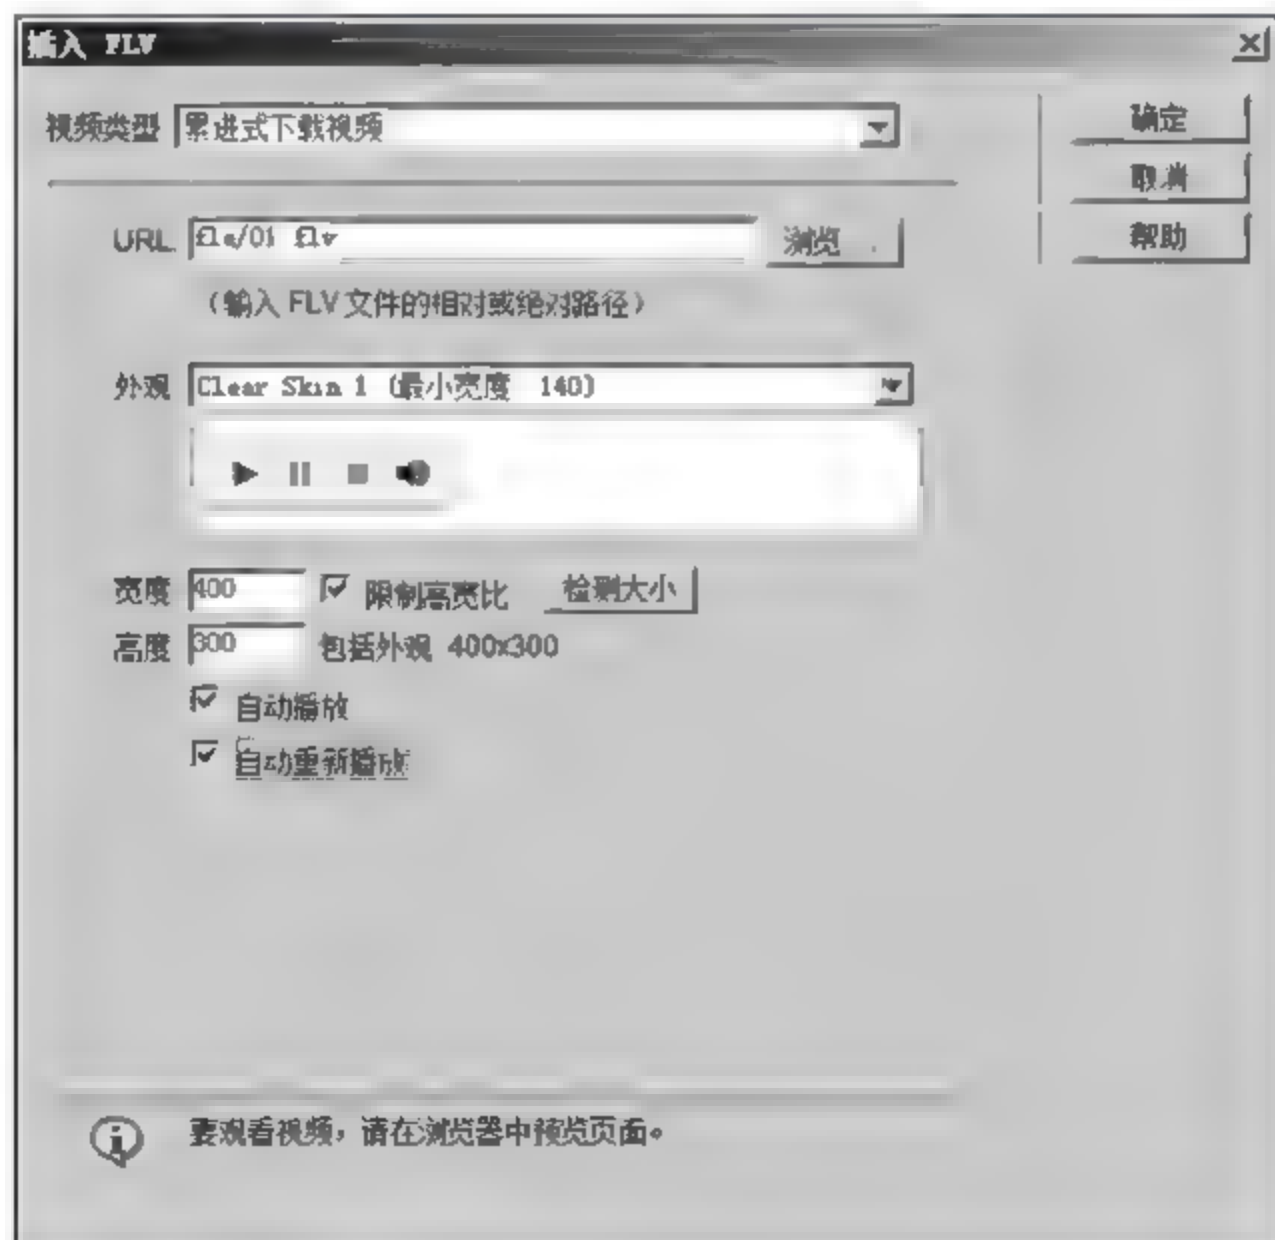 插入 FLV
视频类型 累进式下载视频
确定
取消
帮助
URL 浏览
(输入 FLV 文件的相对或绝对路径)
外观 Clear Skin 1 (最小宽度 140)
宽度 400 限制高宽比 检测大小
高度 300 包括外观 400x300
自动播放
自动重新播放
要观看视频，请在浏览器中预览页面。